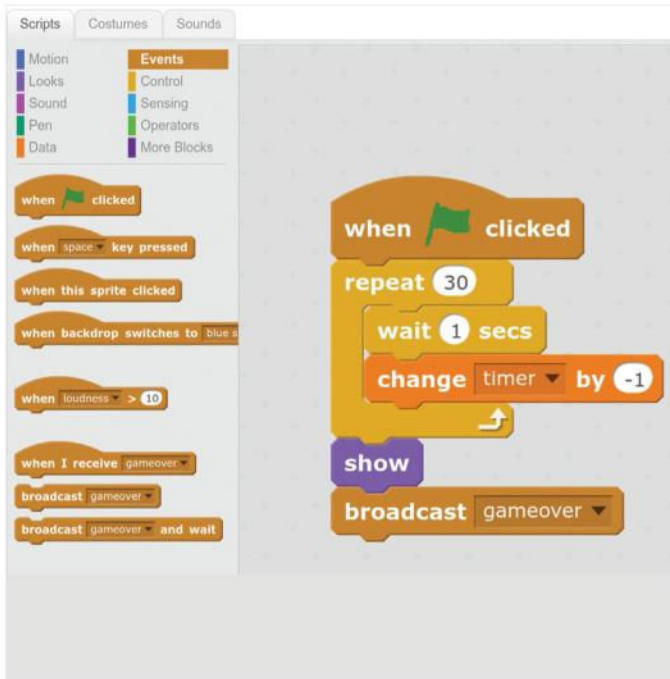 Scripts Costumes Sounds
Motion Events
Looks Control
Sound Sensing
Pen Operators
Data More Blocks
when clicked
when space key pressed
when this sprite clicked
when backdrop switches to blue s
when loudness > 10
when I receive gameover
broadcast gameover
broadcast gameover and wait
when clicked
repeat 30
wait 1 secs
change timer by -1
show
broadcast gameover